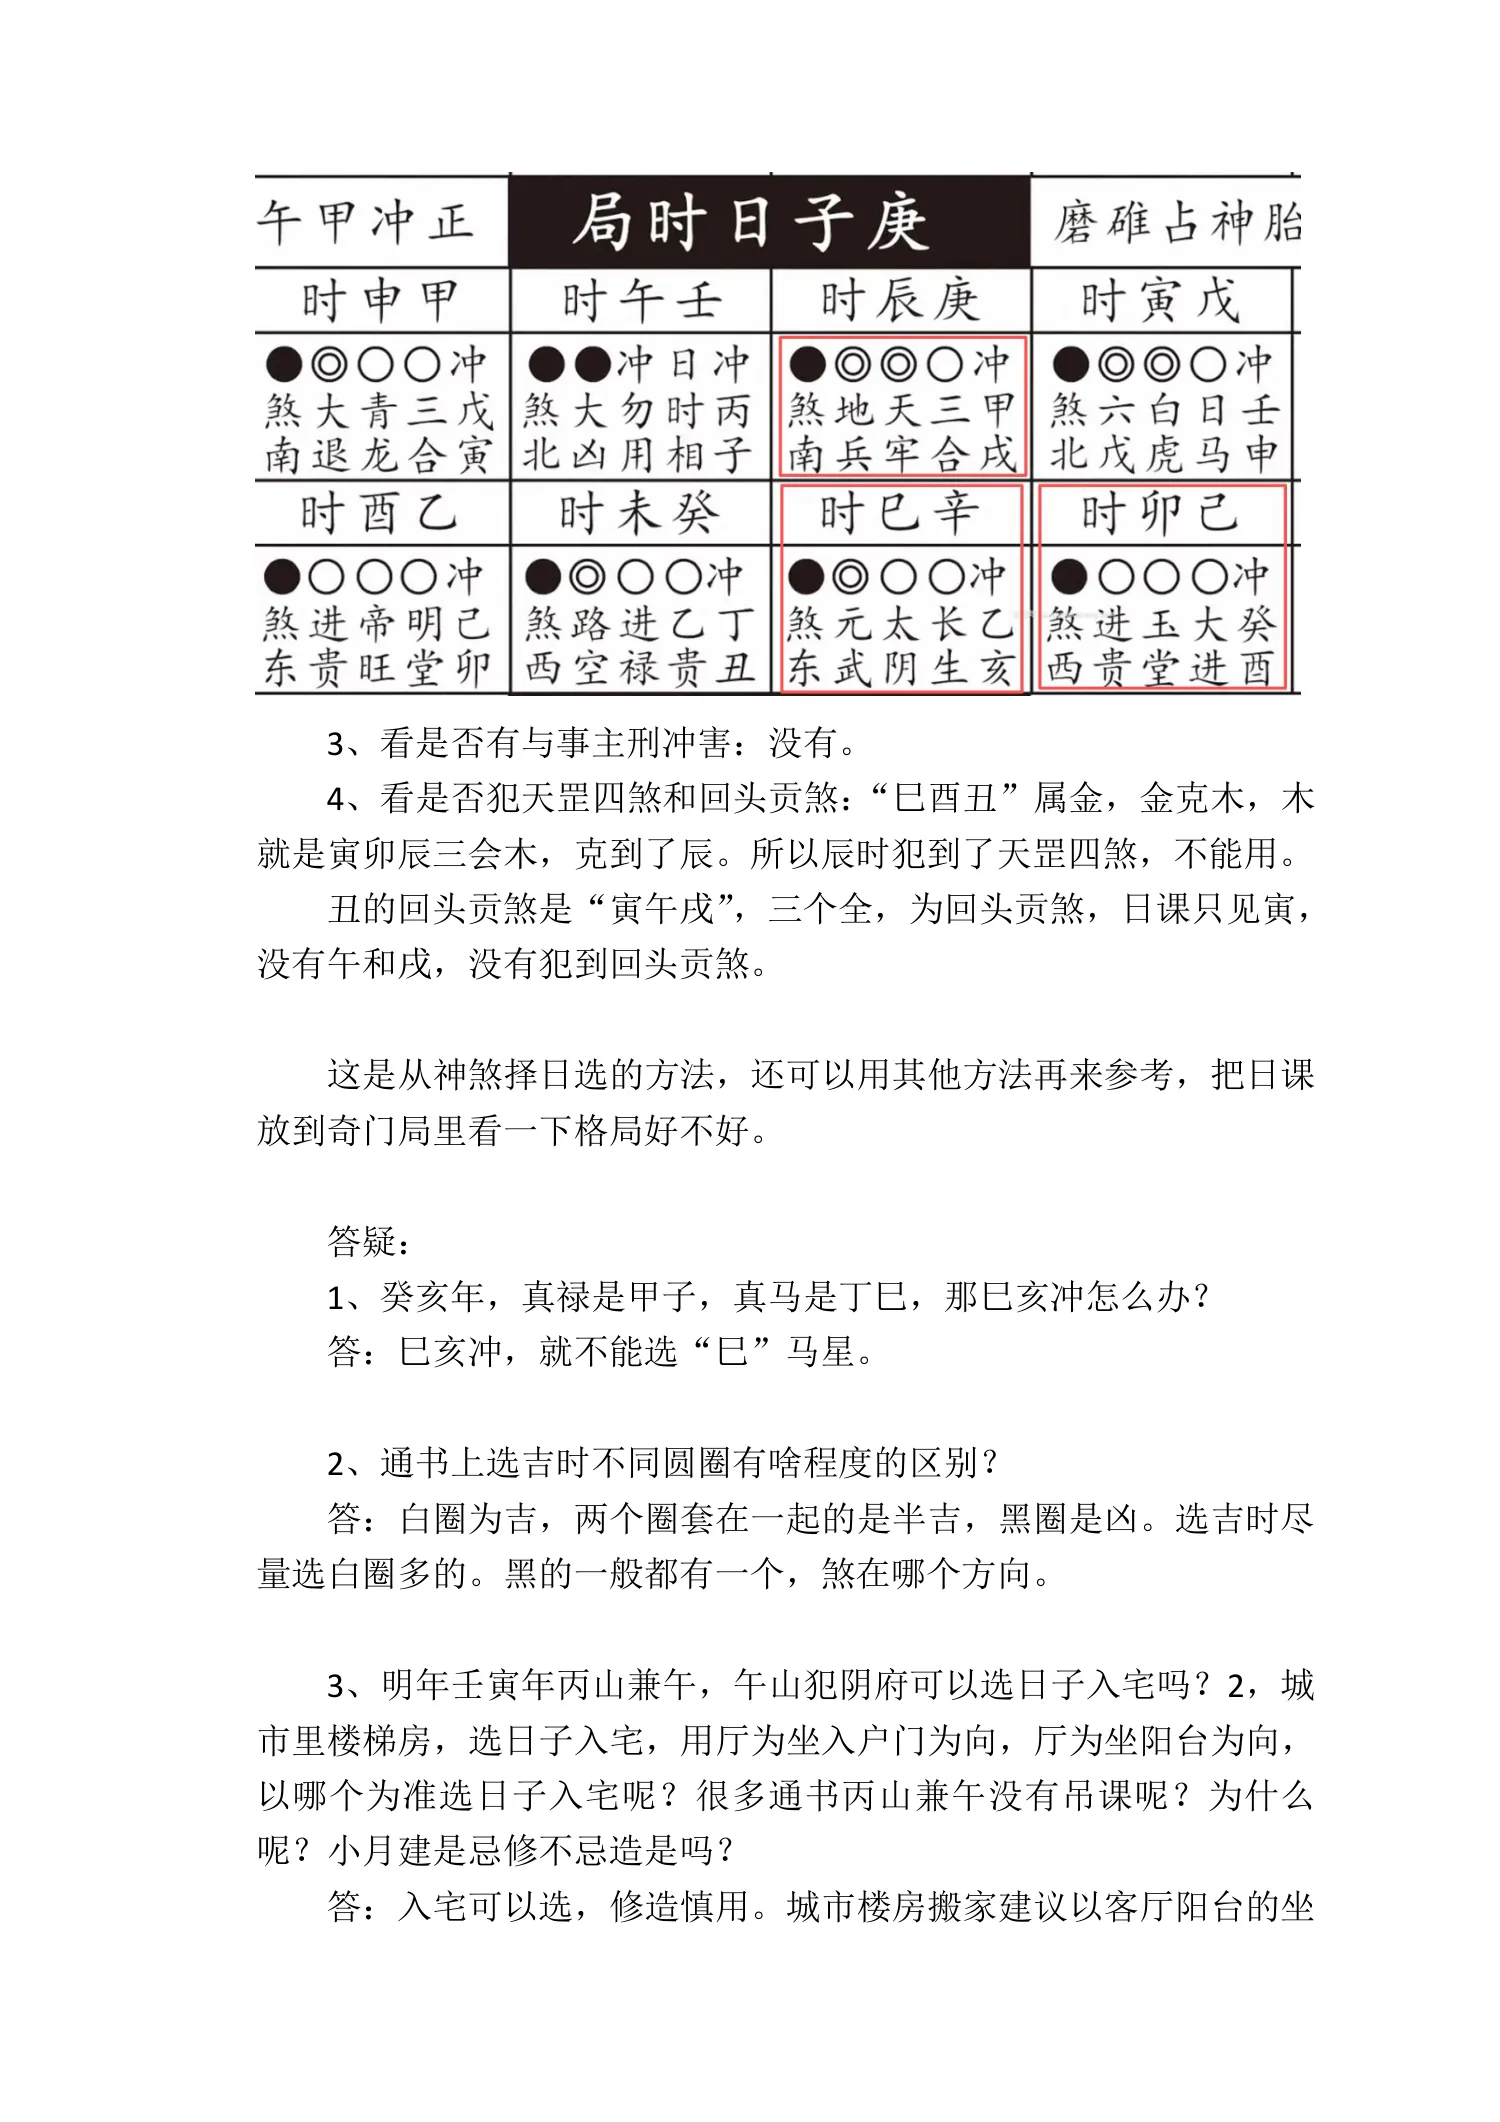 午甲冲正 局时日子庚 磨碓占神胎
时申甲 时午壬 时辰庚 时寅戊
●◎○○冲 ●●冲日冲 ●◎◎○冲 ●◎◎○冲
煞大青三戊 煞大勿时丙 煞地天三甲 煞六白日壬
南退龙合寅 北凶用相子 南兵牢合戌 北戊虎马申
时酉乙 时未癸 时巳辛 时卯己
●○○○冲 ●◎○○冲 ●◎○○冲 ●○○○冲
煞进帝明己 煞路进乙丁 煞元太长乙 煞进玉大癸
东贵旺堂卯 西空禄贵丑 东武阴生亥 西贵堂进酉
3、看是否有与事主刑冲害：没有。
4、看是否犯天罡四煞和回头贡煞：“巳酉丑”属金，金克木，木
就是寅卯辰三会木，克到了辰。所以辰时犯到了天罡四煞，不能用。
丑的回头贡煞是“寅午戌”，三个全，为回头贡煞，日课只见寅，
没有午和戌，没有犯到回头贡煞。
这是从神煞择日选的方法，还可以用其他方法再来参考，把日课
放到奇门局里看一下格局好不好。
答疑：
1、癸亥年，真禄是甲子，真马是丁巳，那巳亥冲怎么办？
答：巳亥冲，就不能选“巳”马星。
2、通书上选吉时不同圆圈有啥程度的区别？
答：白圈为吉，两个圈套在一起的是半吉，黑圈是凶。选吉时尽
量选白圈多的。黑的一般都有一个，煞在哪个方向。
3、明年壬寅年丙山兼午，午山犯阴府可以选日子入宅吗？2，城
市里楼梯房，选日子入宅，用厅为坐入户门为向，厅为坐阳台为向，
以哪个为准选日子入宅呢？很多通书丙山兼午没有吊课呢？为什么
呢？小月建是忌修不忌造是吗？
答：入宅可以选，修造慎用。城市楼房搬家建议以客厅阳台的坐